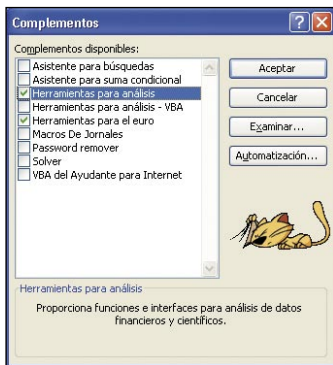 Complementos
Complementos disponibles:
Asistente para búsquedas
Asistente para suma condicional
Herramientas para análisis
Herramientas para análisis - VBA
Herramientas para el euro
Macros De Jornales
Password remover
Solver
VBA del Ayudante para Internet
Aceptar
Cancelar
Examinar...
Automatización...
Herramientas para análisis
Proporciona funciones e interfaces para análisis de datos
financieros y científicos.